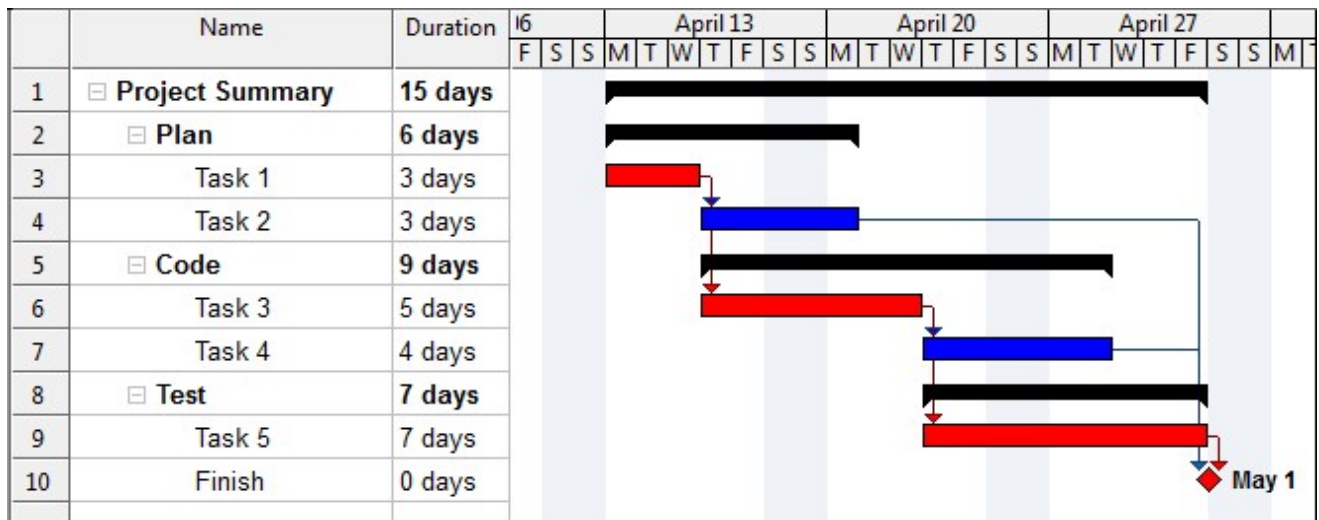 Name Duration 06 April 13 April 20 April 27
F S S M T W T F S S M T W T F S S M T W T F S S M T
1 Project Summary 15 days
2 Plan 6 days
3 Task 1 3 days
4 Task 2 3 days
5 Code 9 days
6 Task 3 5 days
7 Task 4 4 days
8 Test 7 days
9 Task 5 7 days
10 Finish 0 days May 1